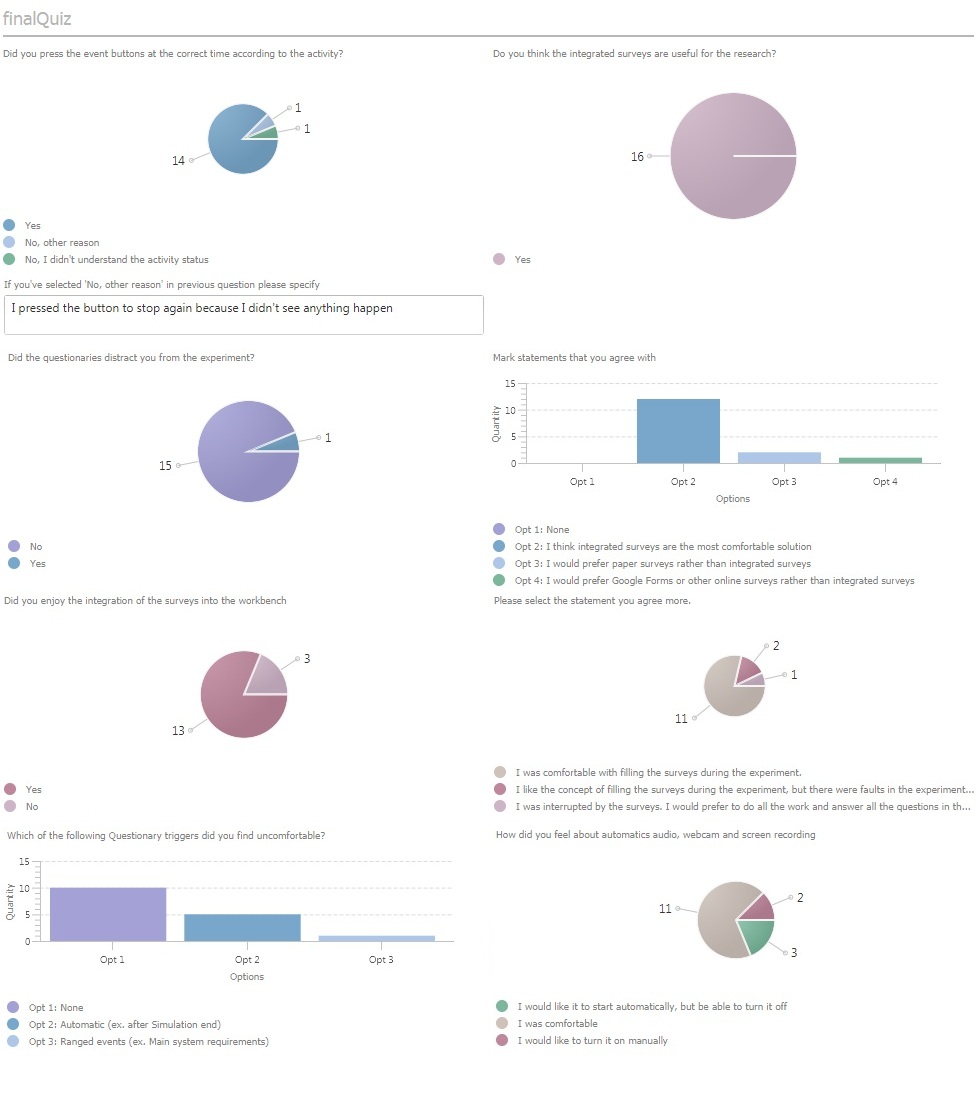 finalQuiz
Did you press the event buttons at the correct time according to the activity?
1
1
14
Yes
No, other reason
No, I didn't understand the activity status
If you've selected 'No, other reason' in previous question please specify
I pressed the button to stop again because I didn't see anything happen
Do you think the integrated surveys are useful for the research?
16
Yes
Did the questionaries distract you from the experiment?
1
15
No
Yes
Mark statements that you agree with
15
10
5
0
Quantity
Opt 1 Opt 2 Opt 3 Opt 4
Options
Opt 1: None
Opt 2: I think integrated surveys are the most comfortable solution
Opt 3: I would prefer paper surveys rather than integrated surveys
Opt 4: I would prefer Google Forms or other online surveys rather than integrated surveys
Did you enjoy the integration of the surveys into the workbench
3
13
Yes
No
Please select the statement you agree more.
2
1
11
I was comfortable with filling the surveys during the experiment.
I like the concept of filling the surveys during the experiment, but there were faults in the experiment...
I was interrupted by the surveys. I would prefer to do all the work and answer all the questions in th...
Which of the following Questionary triggers did you find uncomfortable?
15
10
5
0
Quantity
Opt 1 Opt 2 Opt 3
Options
Opt 1: None
Opt 2: Automatic (ex. after Simulation end)
Opt 3: Ranged events (ex. Main system requirements)
How did you feel about automatics audio, webcam and screen recording
2
11
3
I would like it to start automatically, but be able to turn it off
I was comfortable
I would like to turn it on manually